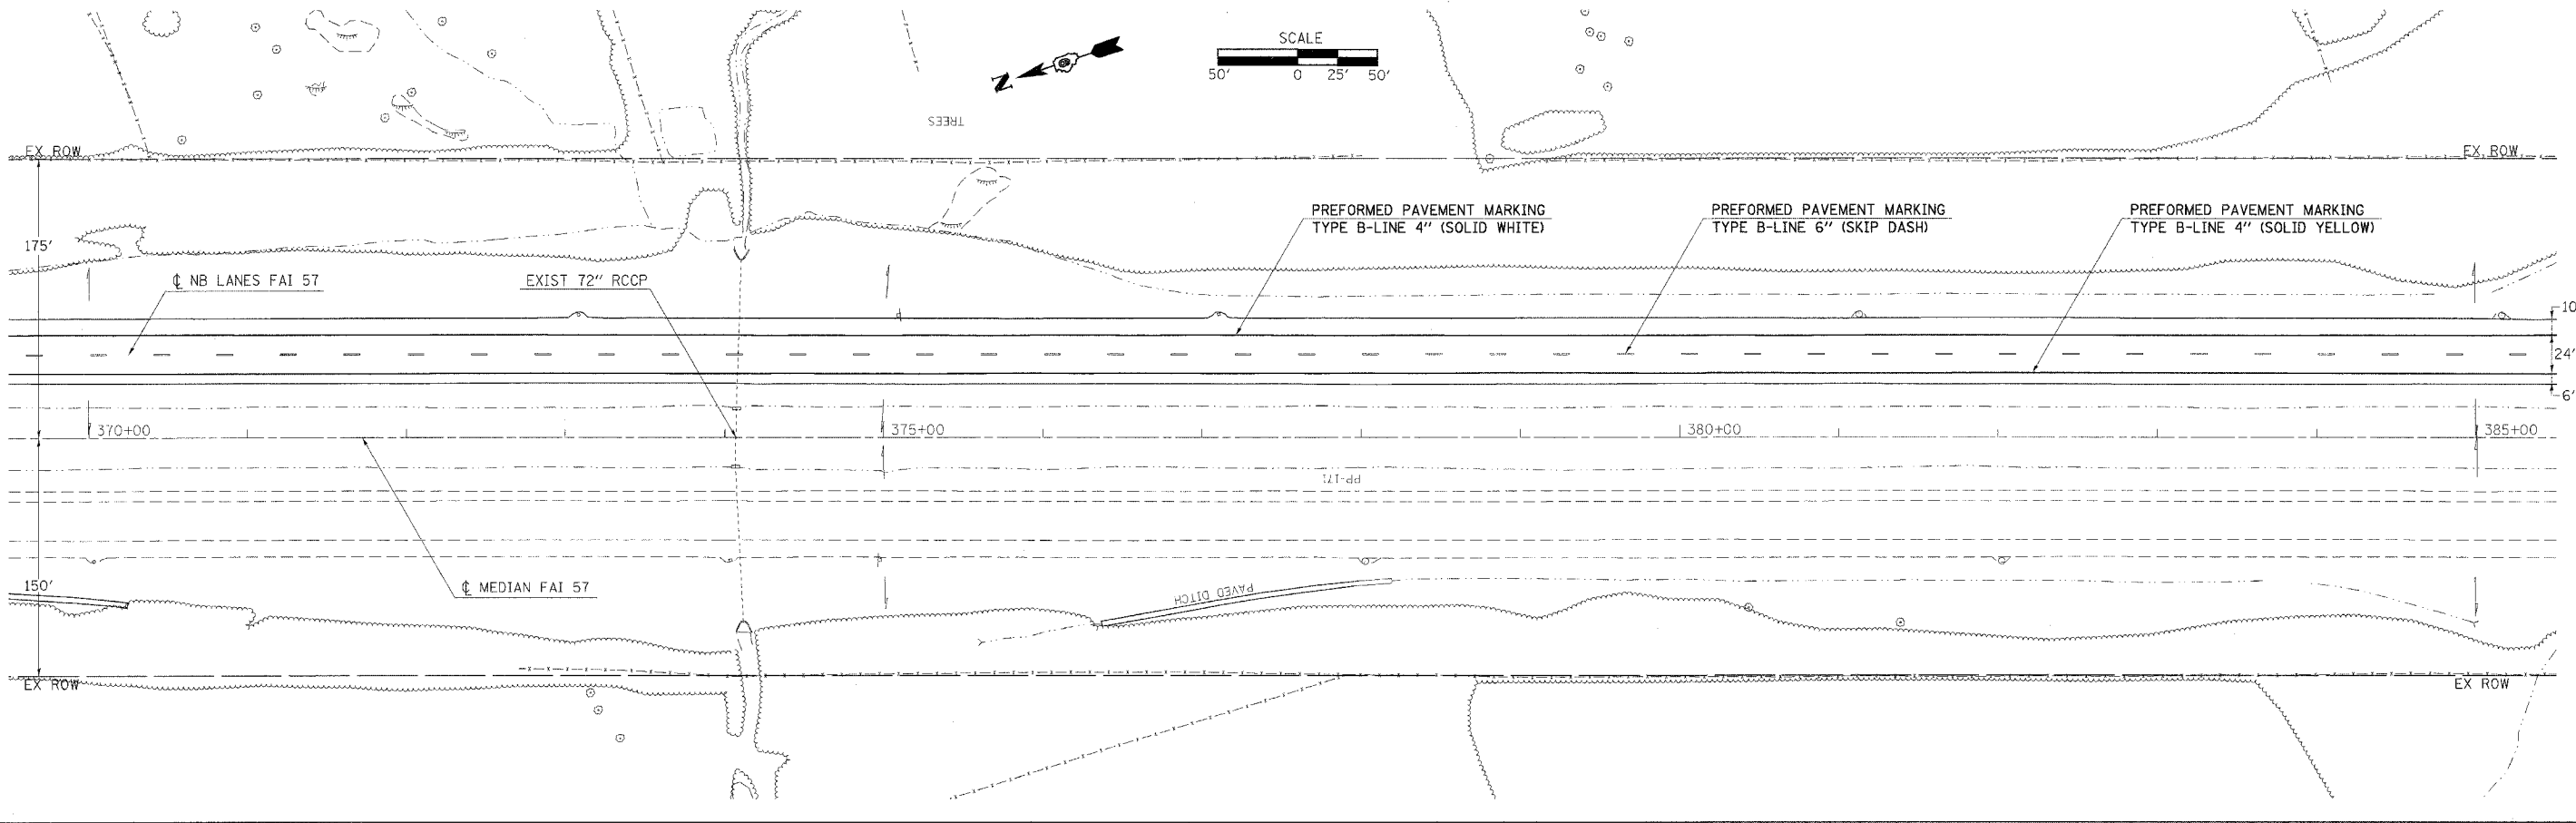 SCALE
50' 0 25' 50'
N
TREES
EX ROW
EX ROW
PREFORMED PAVEMENT MARKING
TYPE B-LINE 4" (SOLID WHITE)
PREFORMED PAVEMENT MARKING
TYPE B-LINE 6" (SKIP DASH)
PREFORMED PAVEMENT MARKING
TYPE B-LINE 4" (SOLID YELLOW)
175'
℄ NB LANES FAI 57
EXIST 72" RCCP
10
24'
6'
370+00
375+00
380+00
385+00
PP-171
150'
℄ MEDIAN FAI 57
PAVED DITCH
EX ROW
EX ROW